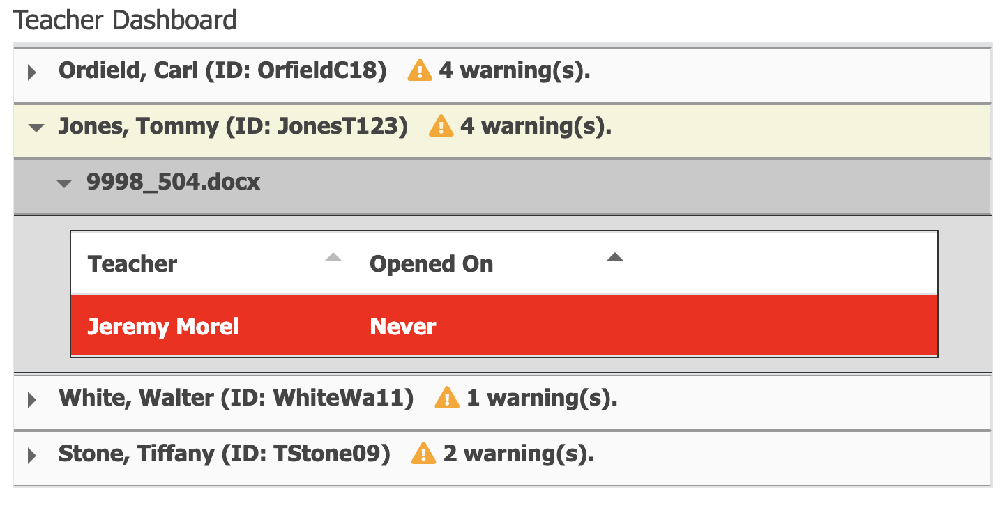 Teacher Dashboard
Ordield, Carl (ID: OrfieldC18) 4 warning(s).
Jones, Tommy (ID: JonesT123) 4 warning(s).
9998_504.docx
Teacher Opened On
Jeremy Morel Never
White, Walter (ID: WhiteWa11) 1 warning(s).
Stone, Tiffany (ID: TStone09) 2 warning(s).